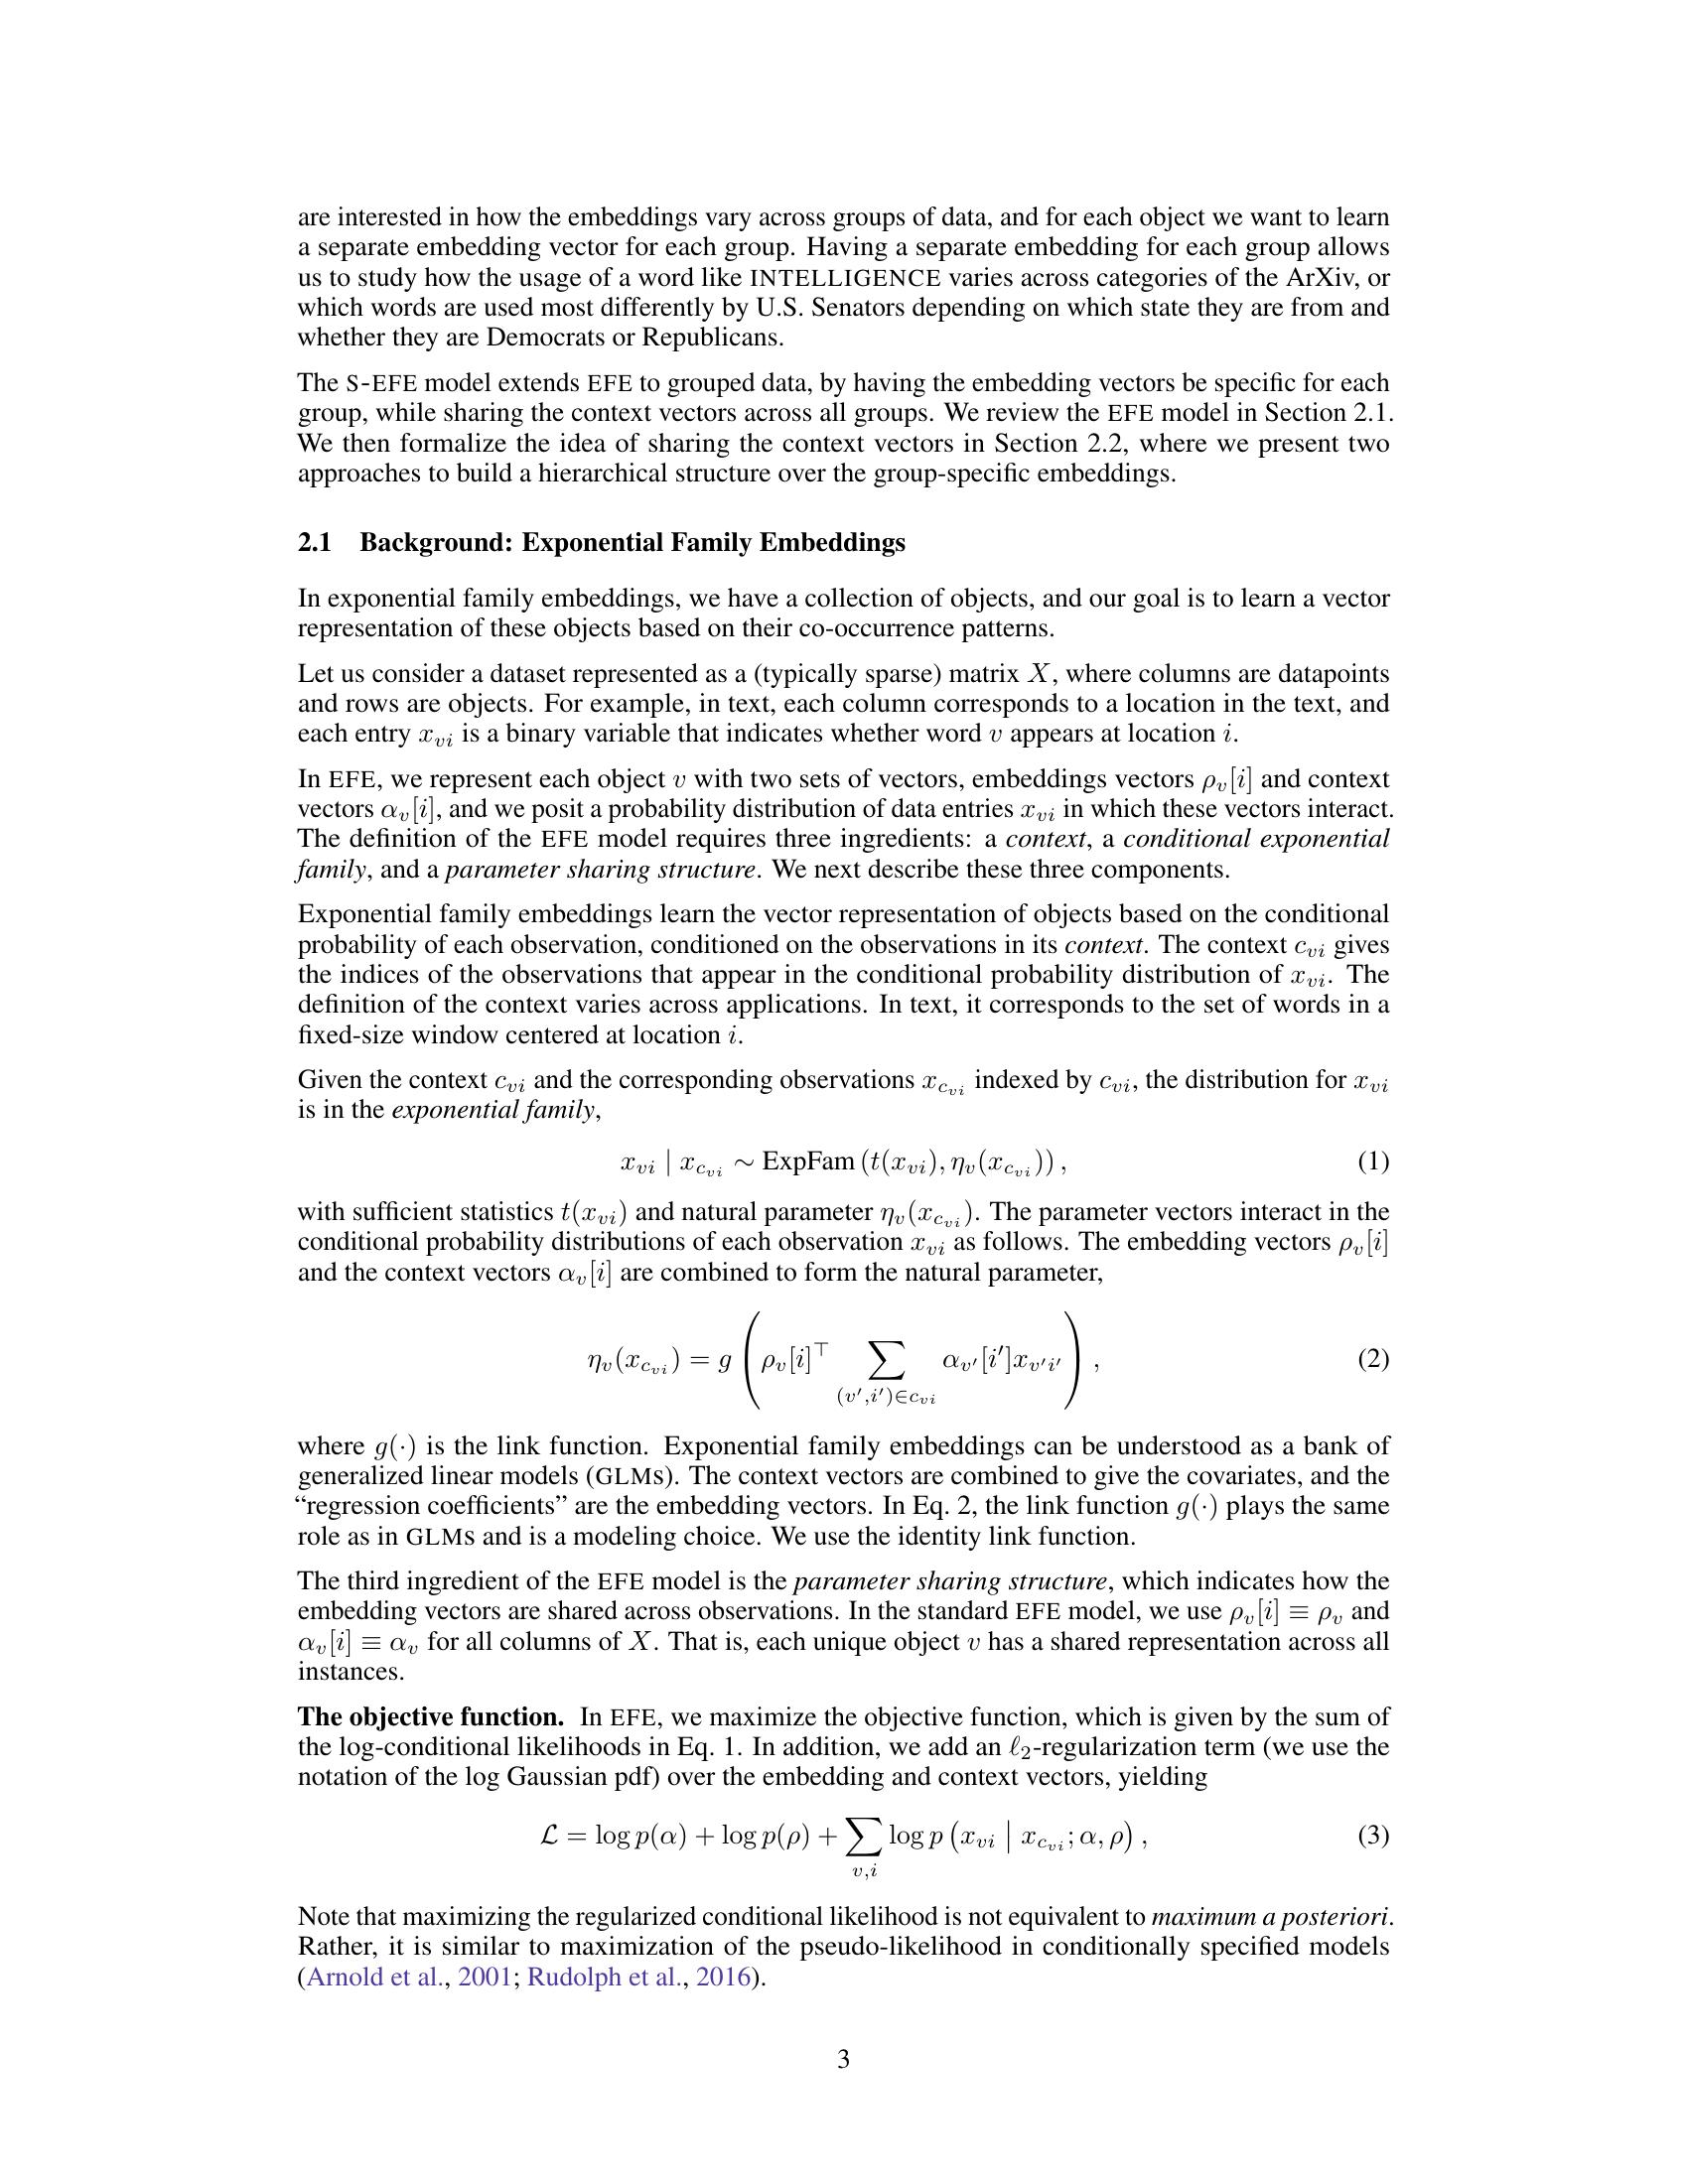 are interested in how the embeddings vary across groups of data, and for each object we want to learn
a separate embedding vector for each group. Having a separate embedding for each group allows
us to study how the usage of a word like INTELLIGENCE varies across categories of the ArXiv, or
which words are used most differently by U.S. Senators depending on which state they are from and
whether they are Democrats or Republicans.
The S-EFE model extends EFE to grouped data, by having the embedding vectors be specific for each
group, while sharing the context vectors across all groups. We review the EFE model in Section 2.1.
We then formalize the idea of sharing the context vectors in Section 2.2, where we present two
approaches to build a hierarchical structure over the group-specific embeddings.
2.1 Background: Exponential Family Embeddings
In exponential family embeddings, we have a collection of objects, and our goal is to learn a vector
representation of these objects based on their co-occurrence patterns.
Let us consider a dataset represented as a (typically sparse) matrix $X$, where columns are datapoints
and rows are objects. For example, in text, each column corresponds to a location in the text, and
each entry $x_{vi}$ is a binary variable that indicates whether word $v$ appears at location $i$.
In EFE, we represent each object $v$ with two sets of vectors, embeddings vectors $\rho_v[i]$ and context
vectors $\alpha_v[i]$, and we posit a probability distribution of data entries $x_{vi}$ in which these vectors interact.
The definition of the EFE model requires three ingredients: a context, a conditional exponential
family, and a parameter sharing structure. We next describe these three components.
Exponential family embeddings learn the vector representation of objects based on the conditional
probability of each observation, conditioned on the observations in its context. The context $c_{vi}$ gives
the indices of the observations that appear in the conditional probability distribution of $x_{vi}$. The
definition of the context varies across applications. In text, it corresponds to the set of words in a
fixed-size window centered at location $i$.
Given the context $c_{vi}$ and the corresponding observations $x_{c_{vi}}$ indexed by $c_{vi}$, the distribution for $x_{vi}$
is in the exponential family,
$x_{vi} \mid x_{c_{vi}} \sim \text{ExpFam}\left(t(x_{vi}), \eta_v(x_{c_{vi}})\right),$ (1)
with sufficient statistics $t(x_{vi})$ and natural parameter $\eta_v(x_{c_{vi}})$. The parameter vectors interact in the
conditional probability distributions of each observation $x_{vi}$ as follows. The embedding vectors $\rho_v[i]$
and the context vectors $\alpha_v[i]$ are combined to form the natural parameter,
$\eta_v(x_{c_{vi}}) = g\left(\rho_v[i]^\top \sum_{(v',i') \in c_{vi}} \alpha_{v'}[i'] x_{v'i'}\right),$ (2)
where $g(\cdot)$ is the link function. Exponential family embeddings can be understood as a bank of
generalized linear models (GLMs). The context vectors are combined to give the covariates, and the
“regression coefficients” are the embedding vectors. In Eq. 2, the link function $g(\cdot)$ plays the same
role as in GLMs and is a modeling choice. We use the identity link function.
The third ingredient of the EFE model is the parameter sharing structure, which indicates how the
embedding vectors are shared across observations. In the standard EFE model, we use $\rho_v[i] \equiv \rho_v$ and
$\alpha_v[i] \equiv \alpha_v$ for all columns of $X$. That is, each unique object $v$ has a shared representation across all
instances.
The objective function. In EFE, we maximize the objective function, which is given by the sum of
the log-conditional likelihoods in Eq. 1. In addition, we add an $\ell_2$-regularization term (we use the
notation of the log Gaussian pdf) over the embedding and context vectors, yielding
$\mathcal{L} = \log p(\alpha) + \log p(\rho) + \sum_{v,i} \log p\left(x_{vi} \mid x_{c_{vi}}; \alpha, \rho\right),$ (3)
Note that maximizing the regularized conditional likelihood is not equivalent to maximum a posteriori.
Rather, it is similar to maximization of the pseudo-likelihood in conditionally specified models
(Arnold et al., 2001; Rudolph et al., 2016).
3